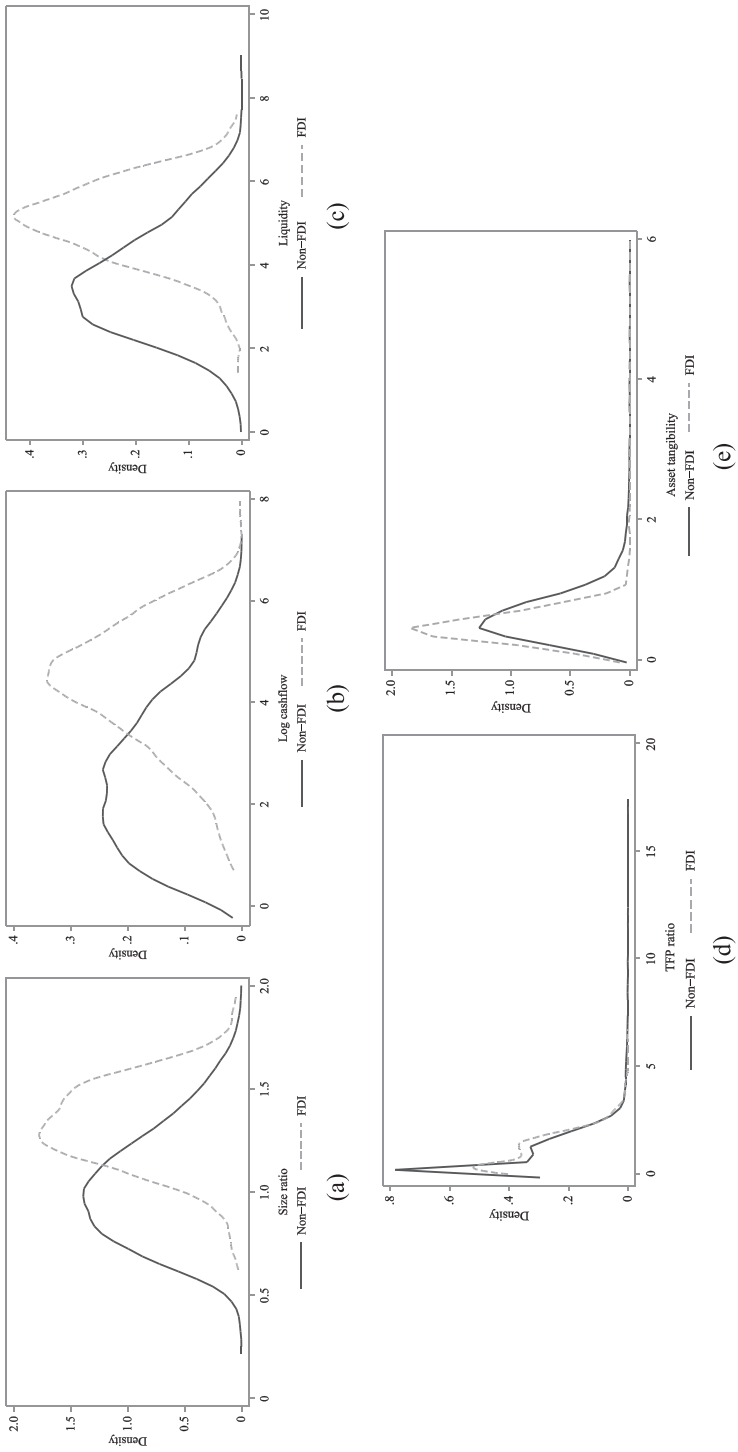 2.0
1.5
1.0
0.5
0
Density
0
0.5
1.0
1.5
2.0
Size ratio
Non–FDI
FDI
(a)
.4
.3
.2
.1
0
Density
0
2
4
6
8
Log cashflow
Non–FDI
FDI
(b)
.4
.3
.2
.1
0
Density
0
2
4
6
8
10
Liquidity
Non–FDI
FDI
(c)
.8
.6
.4
.2
0
Density
0
5
10
15
20
TFP ratio
Non–FDI
FDI
(d)
2.0
1.5
1.0
0.5
0
Density
0
2
4
6
Asset tangibility
Non–FDI
FDI
(e)